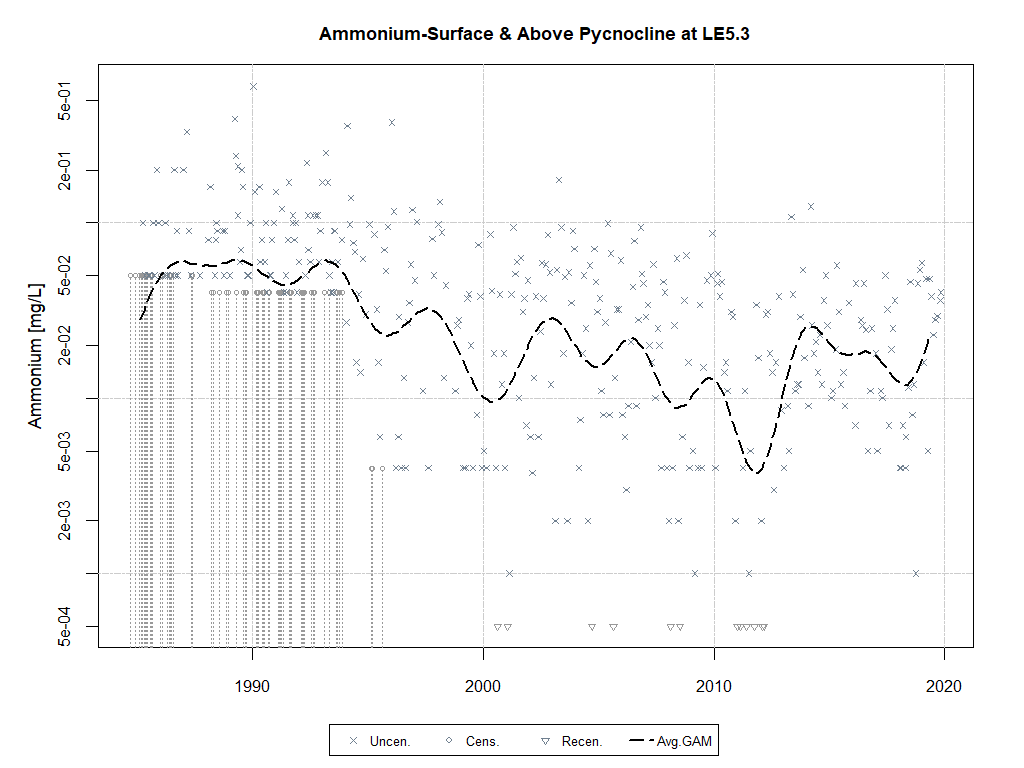 Ammonium-Surface & Above Pycnocline at LE5.3
Ammonium [mg/L]
5e-01
2e-01
5e-02
2e-02
5e-03
2e-03
5e-04
1990
2000
2010
2020
Uncen.
Cens.
Recen.
Avg.GAM